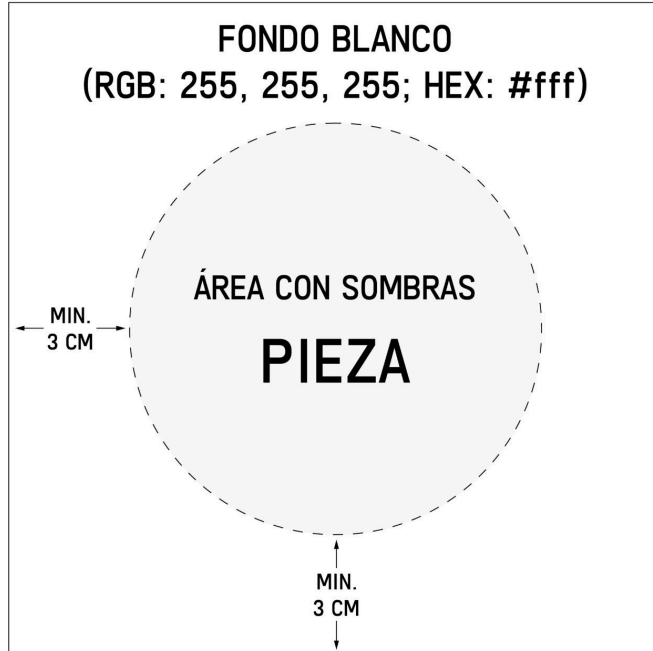 FONDO BLANCO
(RGB: 255, 255, 255; HEX: #fff)
ÁREA CON SOMBRAS
PIEZA
MIN.
3 CM
MIN.
3 CM